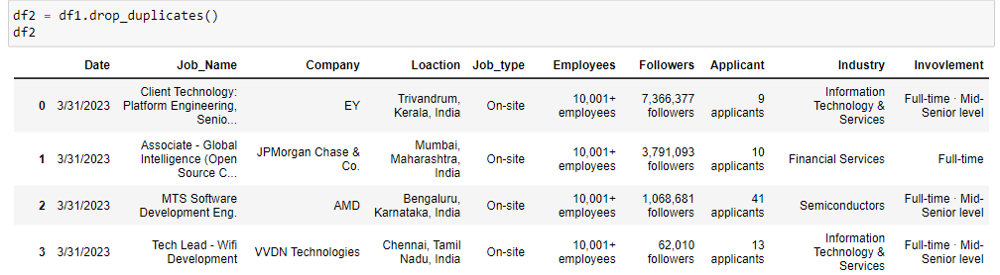 df2 = df1.drop_duplicates()
df2
Date Job_Name Company Loaction Job_type Employees Followers Applicant Industry Invovlement
0 3/31/2023 Client Technology: Platform Engineering, Senio... EY Trivandrum, Kerala, India On-site 10,001+ employees 7,366,377 followers 9 applicants Information Technology & Services Full-time · Mid-Senior level
1 3/31/2023 Associate - Global Intelligence (Open Source C... JPMorgan Chase & Co. Mumbai, Maharashtra, India On-site 10,001+ employees 3,791,093 followers 10 applicants Financial Services Full-time
2 3/31/2023 MTS Software Development Eng. AMD Bengaluru, Karnataka, India On-site 10,001+ employees 1,068,681 followers 41 applicants Semiconductors Full-time · Mid-Senior level
3 3/31/2023 Tech Lead - Wifi Development VVDN Technologies Chennai, Tamil Nadu, India On-site 10,001+ employees 62,010 followers 13 applicants Information Technology & Services Full-time · Mid-Senior level